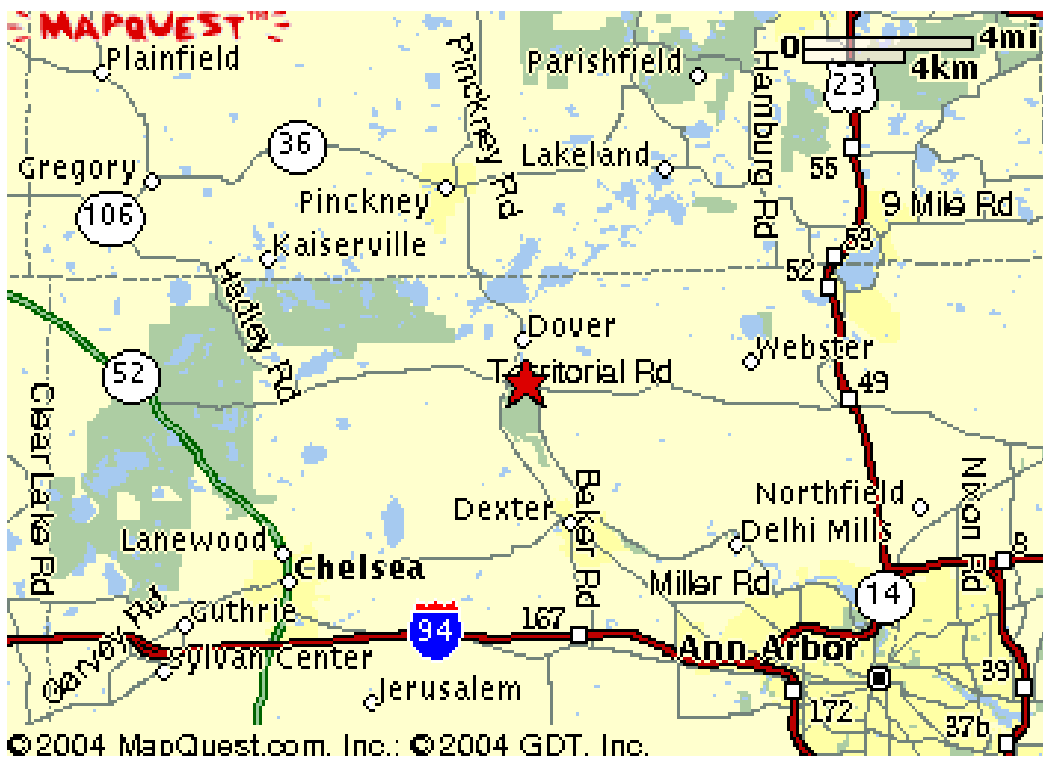 MAPQUEST™
Plainfield
Pinckney Rd
Parishfield
Hamburg Rd
0 4mi
4km
23
36
55
Lakeland
Gregory
Pinckney
106
9 Mile Rd
Kaiserville
53
52
Hadley Rd
Dover
Webster
Territorial Rd
52
49
Clear Lake Rd
Baker Rd
Nixon Rd
Northfield
Dexter
Delhi Mills
Lanewood
Chelsea
8
Miller Rd
14
Guthrie
Garvey Rd
94
167
Ann Arbor
Sylvan Center
Jerusalem
39
172
37b
©2004 MapQuest.com, Inc.; ©2004 GDT, Inc.